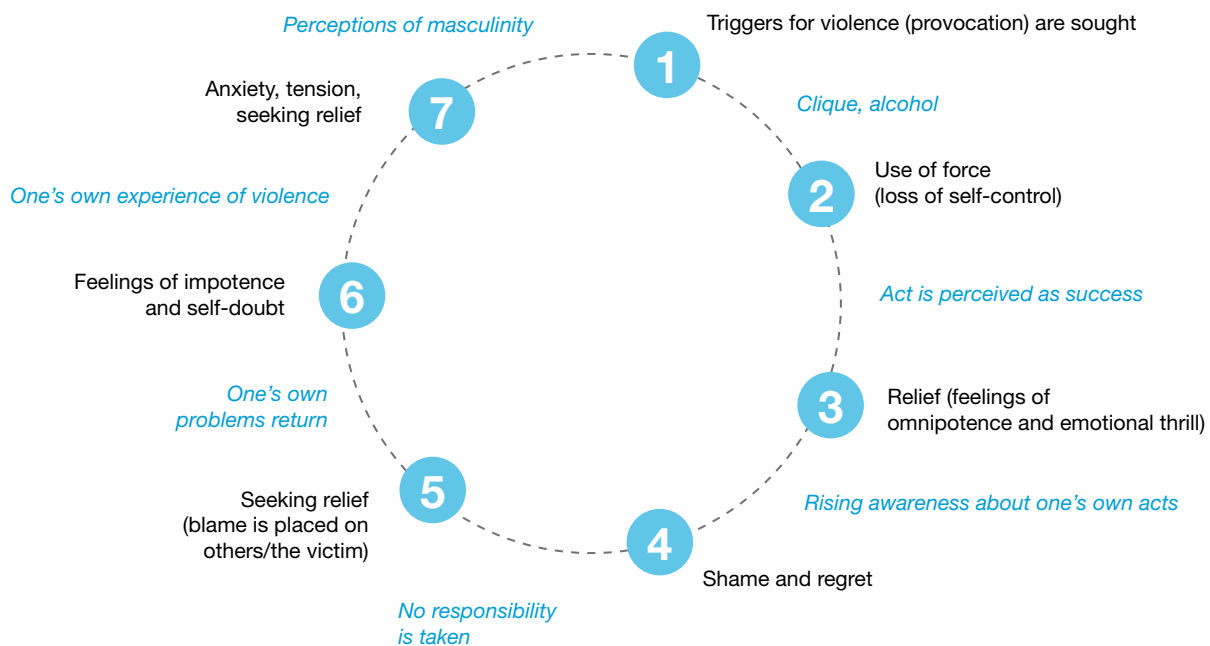 Perceptions of masculinity
1
Triggers for violence (provocation) are sought
Clique, alcohol
2
Use of force
(loss of self-control)
Act is perceived as success
3
Relief (feelings of
omnipotence and emotional thrill)
Rising awareness about one’s own acts
4
Shame and regret
No responsibility
is taken
5
Seeking relief
(blame is placed on
others/the victim)
One’s own
problems return
6
Feelings of impotence
and self-doubt
One’s own experience of violence
7
Anxiety, tension,
seeking relief